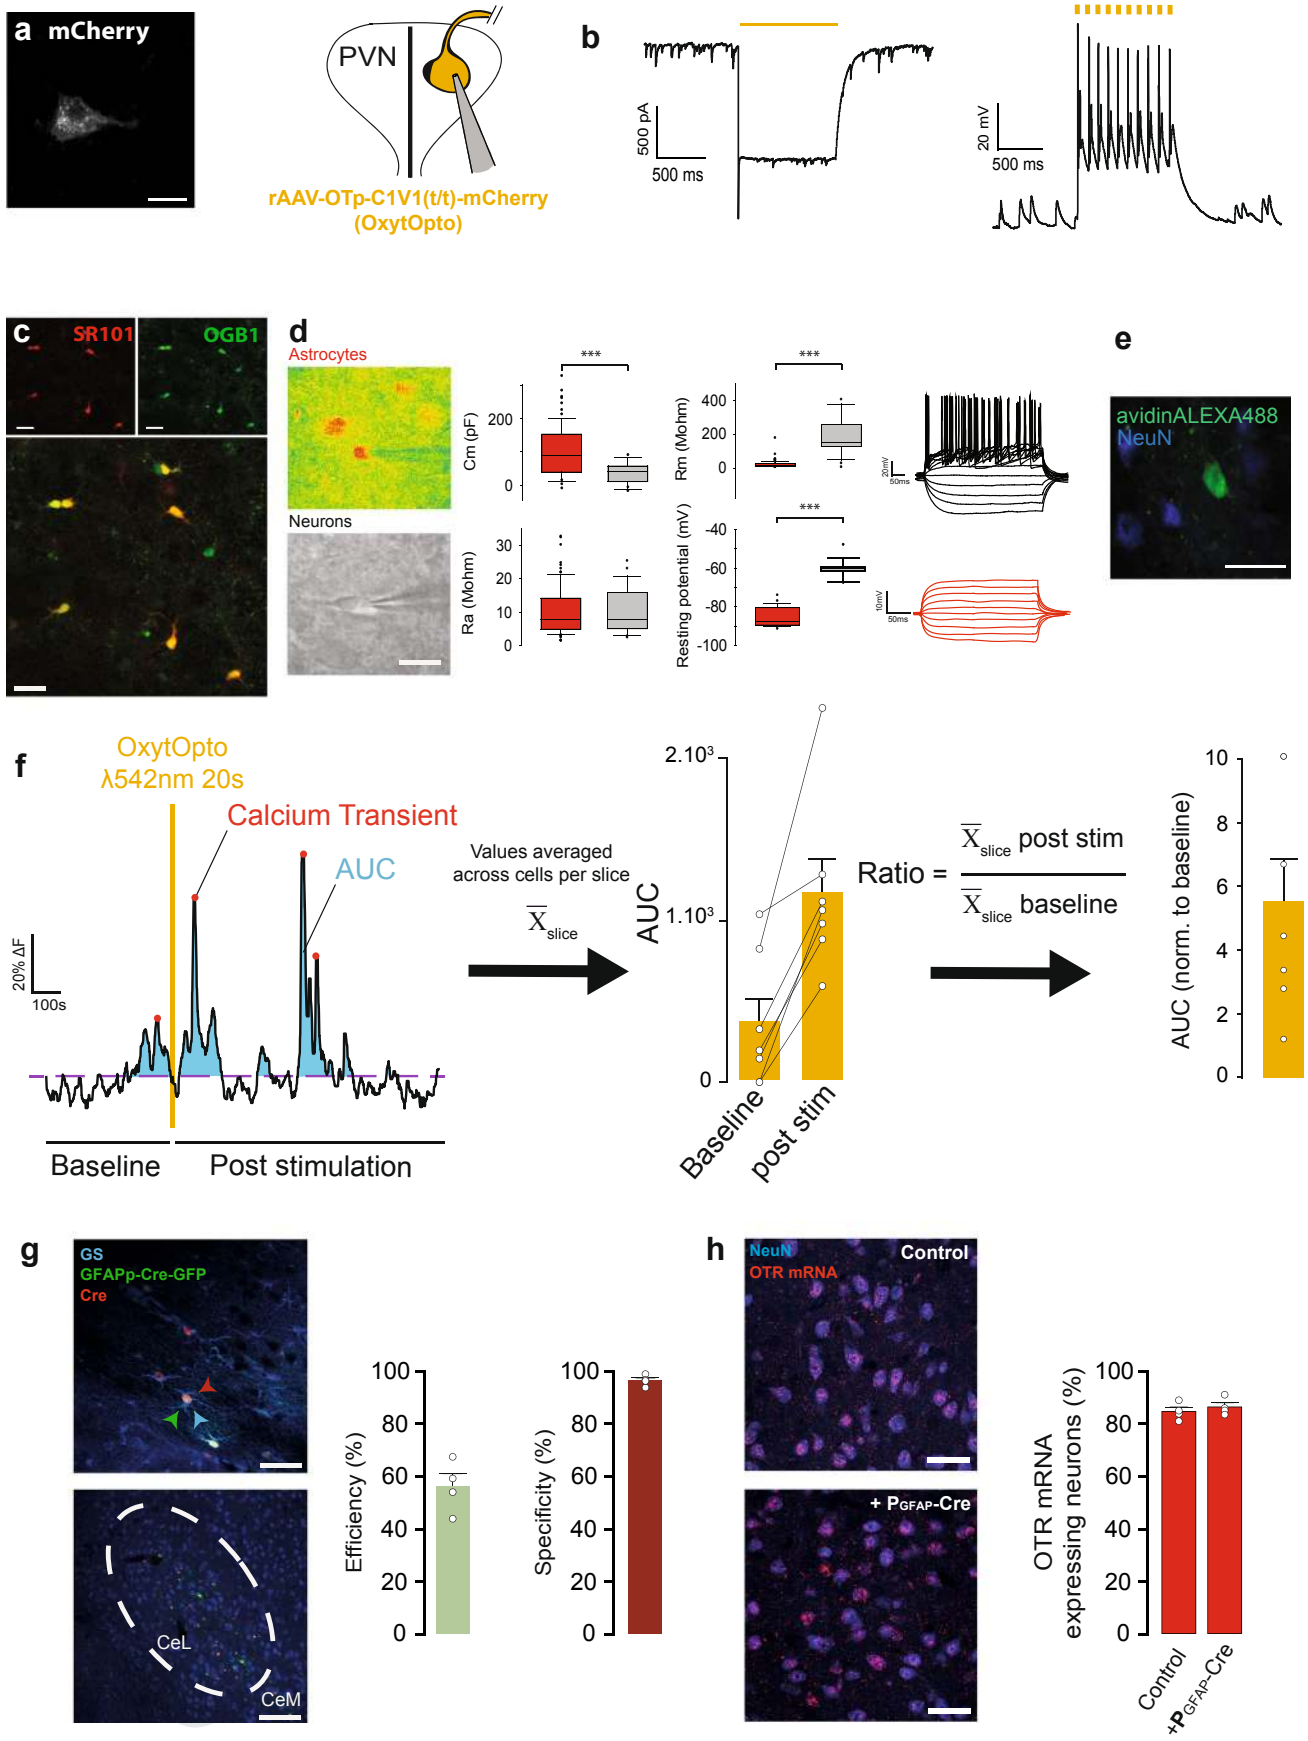 a mCherry
PVN
rAAV-OTp-C1V1(t/t)-mCherry
(OxytOpto)
b
500 pA
500 ms
20 mV
500 ms
c SR101
OGB1
d
Astrocytes
Neurons
***
Cm (pF)
200
0
Ra (Mohm)
30
20
10
0
***
Rm (Mohm)
400
200
0
***
Resting potential (mV)
-40
-60
-80
-100
20mV
50ms
10mV
50ms
e
avidinALEXA488
NeuN
f
OxytOpto
λ542nm 20s
Calcium Transient
AUC
20% ΔF
100s
Baseline
Post stimulation
Values averaged
across cells per slice
X̅slice
AUC
2.10³
1.10³
0
Baseline
post stim
Ratio =
X̅slice post stim
X̅slice baseline
AUC (norm. to baseline)
10
8
6
4
2
0
g
GS
GFAPp-Cre-GFP
Cre
CeL
CeM
Efficiency (%)
100
80
60
40
20
0
Specificity (%)
100
80
60
40
20
0
h
NeuN
Control
OTR mRNA
+ PGFAP-Cre
OTR mRNA
expressing neurons (%)
100
80
60
40
20
0
Control
+PGFAP-Cre